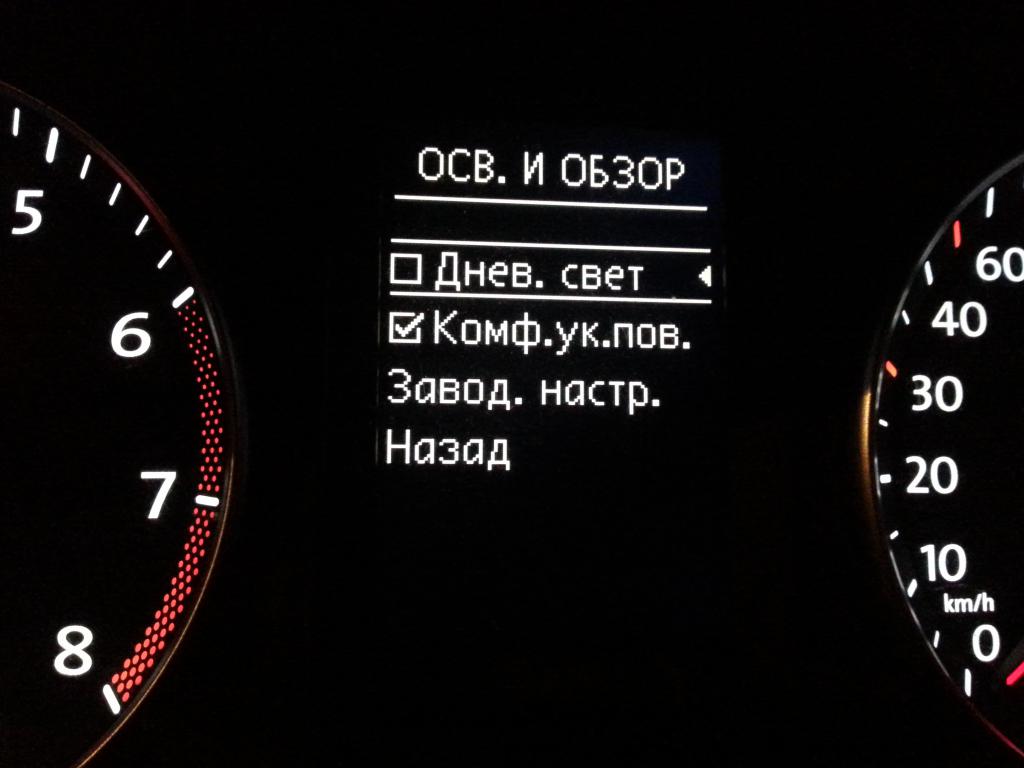 ОСВ. И ОБЗОР
Днев. свет
Комф.ук.пов.
Завод. настр.
Назад
5
6
7
8
60
40
30
20
10
km/h
0